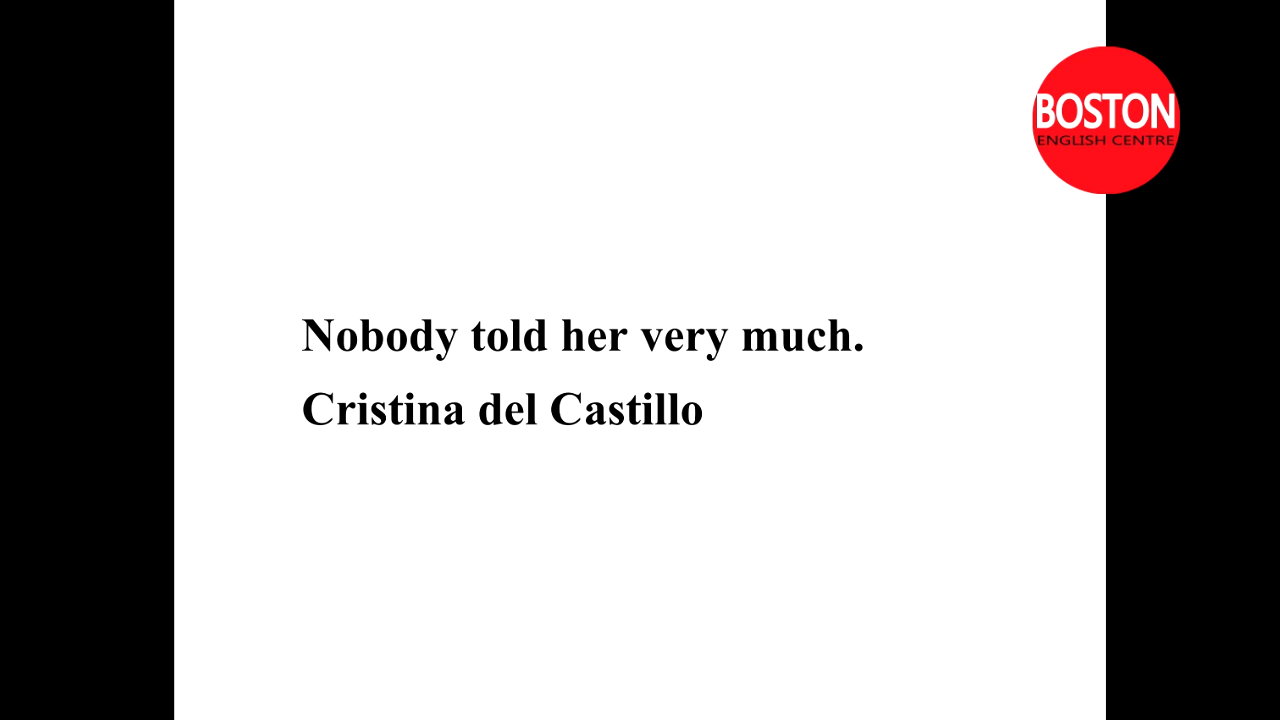 BOSTON
ENGLISH CENTRE
Nobody told her very much.
Cristina del Castillo